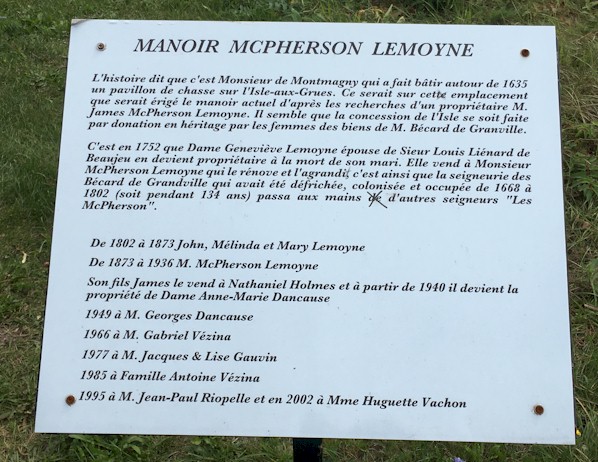 MANOIR MCPHERSON LEMOYNE
L'histoire dit que c'est Monsieur de Montmagny qui a fait bâtir autour de 1635
un pavillon de chasse sur l'Isle-aux-Grues. Ce serait sur cette emplacement
que serait érigé le manoir actuel d'après les recherches d'un propriétaire M.
James McPherson Lemoyne. Il semble que la concession de l'Isle se soit faite
par donation en héritage par les femmes des biens de M. Bécard de Granville.
C'est en 1752 que Dame Geneviève Lemoyne épouse de Sieur Louis Liénard de
Beaujeu en devient propriétaire à la mort de son mari. Elle vend à Monsieur
McPherson Lemoyne qui le rénove et l'agrandit, c'est ainsi que la seigneurie des
Bécard de Grandville qui avait été défrichée, colonisée et occupée de 1668 à
1802 (soit pendant 134 ans) passa aux mains de d'autres seigneurs "Les
McPherson".
De 1802 à 1873 John, Mélinda et Mary Lemoyne
De 1873 à 1936 M. McPherson Lemoyne
Son fils James le vend à Nathaniel Holmes et à partir de 1940 il devient la
propriété de Dame Anne-Marie Dancause
1949 à M. Georges Dancause
1966 à M. Gabriel Vézina
1977 à M. Jacques & Lise Gauvin
1985 à Famille Antoine Vézina
1995 à M. Jean-Paul Riopelle et en 2002 à Mme Huguette Vachon